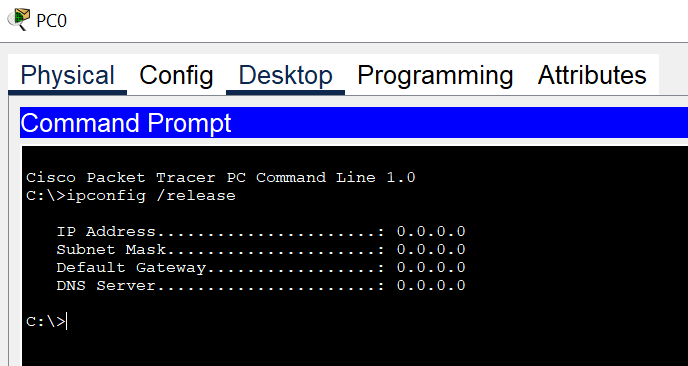 PC0
Physical Config Desktop Programming Attributes
Command Prompt
Cisco Packet Tracer PC Command Line 1.0
C:\>ipconfig /release
IP Address......................: 0.0.0.0
Subnet Mask.....................: 0.0.0.0
Default Gateway.................: 0.0.0.0
DNS Server......................: 0.0.0.0
C:\>